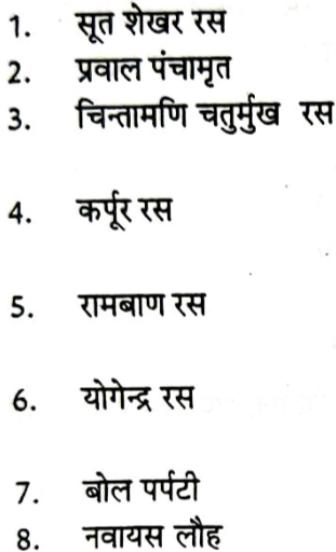 1. सूत शेखर रस
2. प्रवाल पंचामृत
3. चिन्तामणि चतुर्मुख रस
4. कर्पूर रस
5. रामबाण रस
6. योगेन्द्र रस
7. बोल पर्पटी
8. नवायस लौह